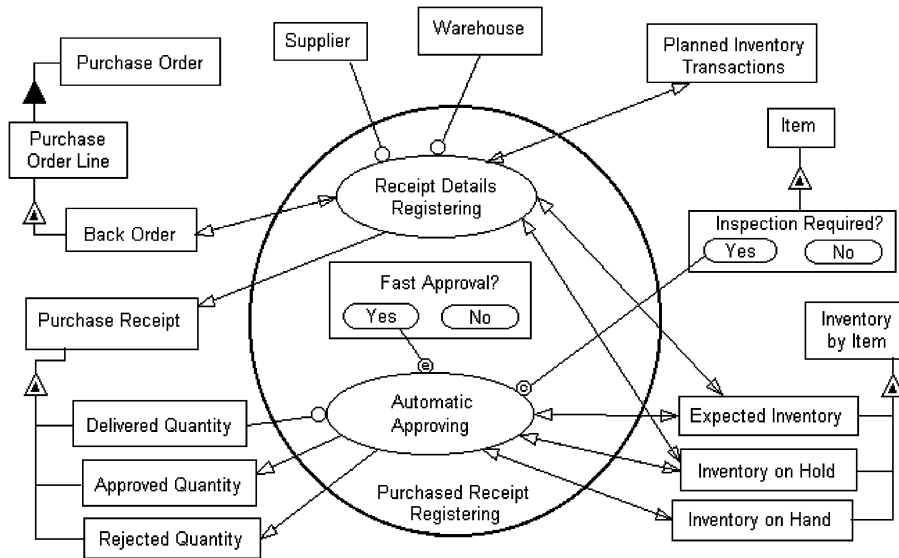 Supplier
Warehouse
Purchase Order
Planned Inventory
Transactions
Purchase
Order Line
Item
Receipt Details
Registering
Back Order
Inspection Required?
Yes
No
Fast Approval?
Yes
No
Purchase Receipt
Inventory
by Item
e
c
Automatic
Approving
Delivered Quantity
Expected Inventory
Approved Quantity
Inventory on Hold
Purchased Receipt
Registering
Rejected Quantity
Inventory on Hand